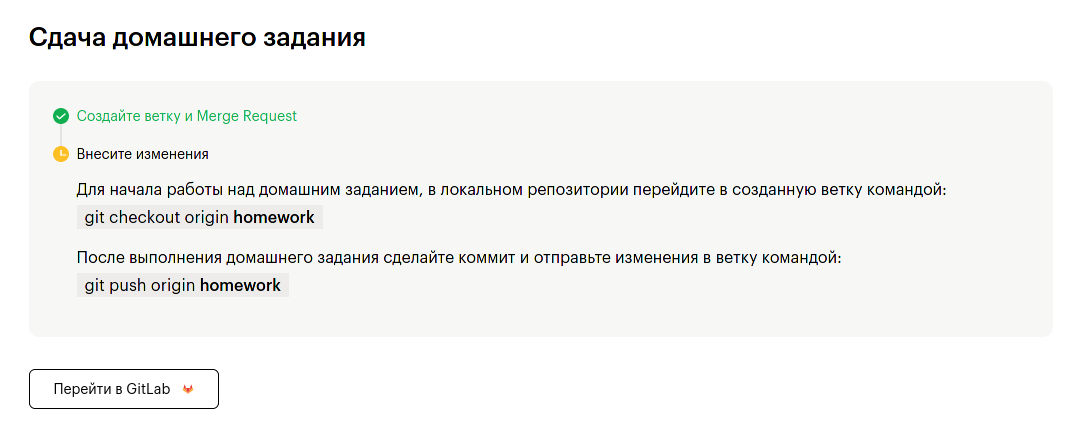 Сдача домашнего задания
Создайте ветку и Merge Request
Внесите изменения
Для начала работы над домашним заданием, в локальном репозитории перейдите в созданную ветку командой:
git checkout origin homework
После выполнения домашнего задания сделайте коммит и отправьте изменения в ветку командой:
git push origin homework
Перейти в GitLab